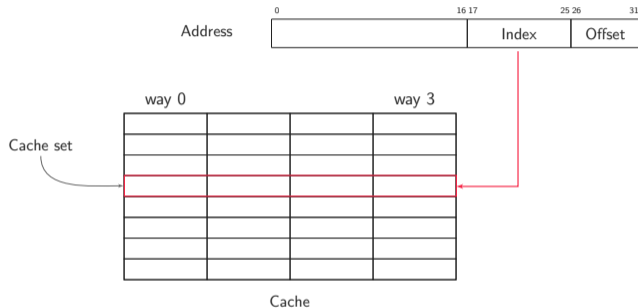 0 16 17 25 26 31
Address Index Offset
way 0 way 3
Cache set
Cache